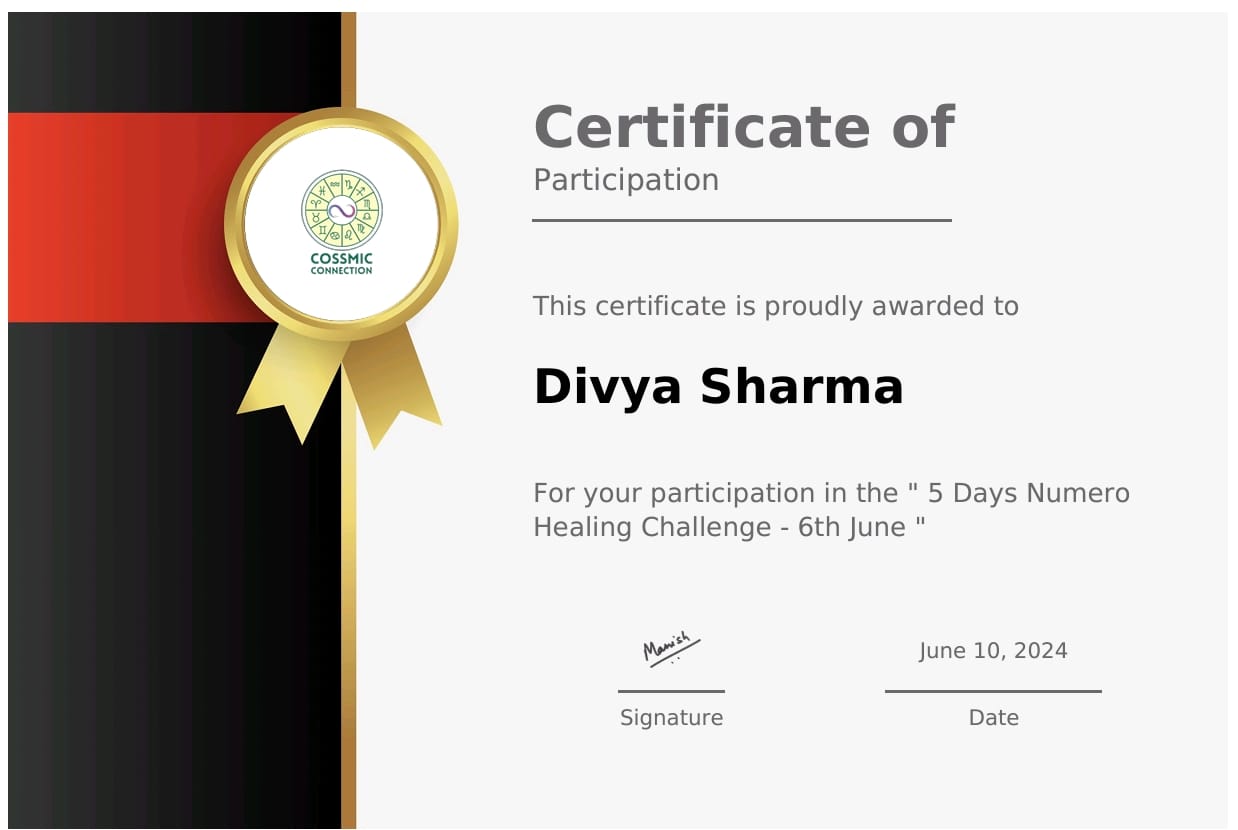 Certificate of
Participation
COSSMIC
CONNECTION
This certificate is proudly awarded to
Divya Sharma
For your participation in the " 5 Days Numero
Healing Challenge - 6th June "
Manish
June 10, 2024
Signature
Date